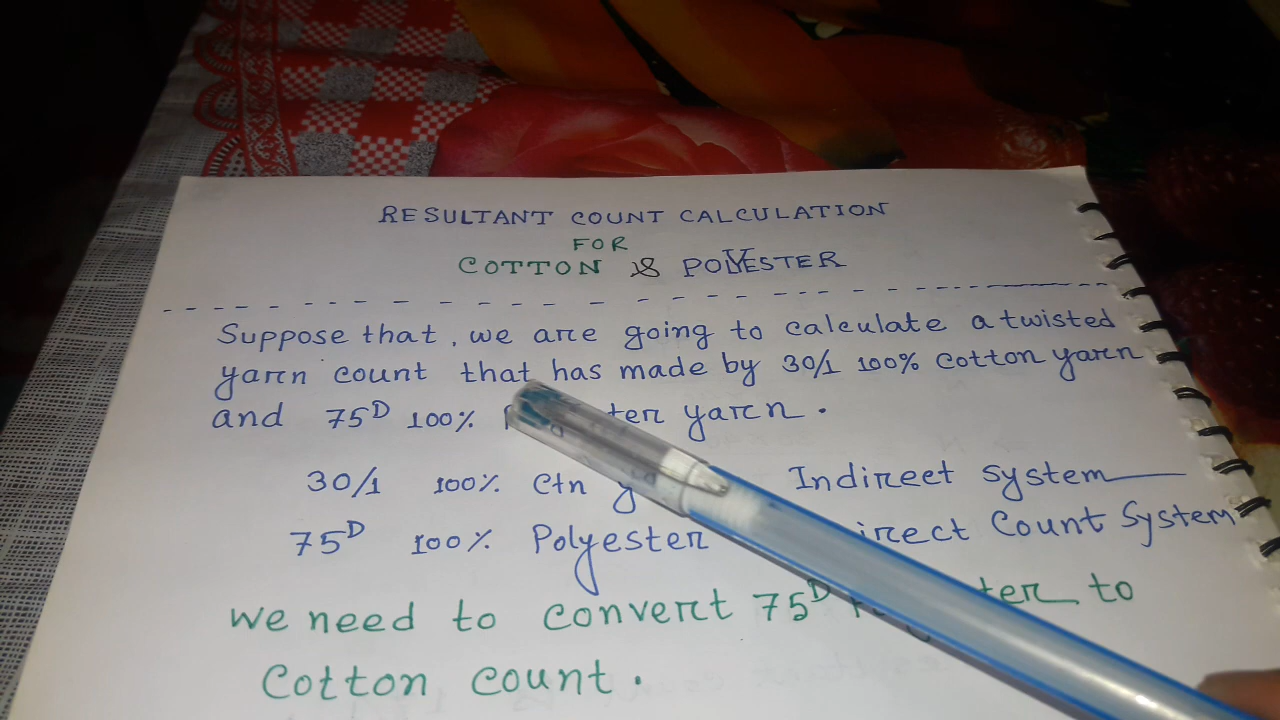 RESULTANT COUNT CALCULATION
FOR
COTTON & POLYESTER
Suppose that, we are going to calculate a twisted
yarn count that has made by 30/1 100% Cotton yarn
and 75D 100% yarn.
30/1 100% Ctn Indirect system
75D 100% Polyester Direct Count System
We need to convert 75D to
Cotton count.